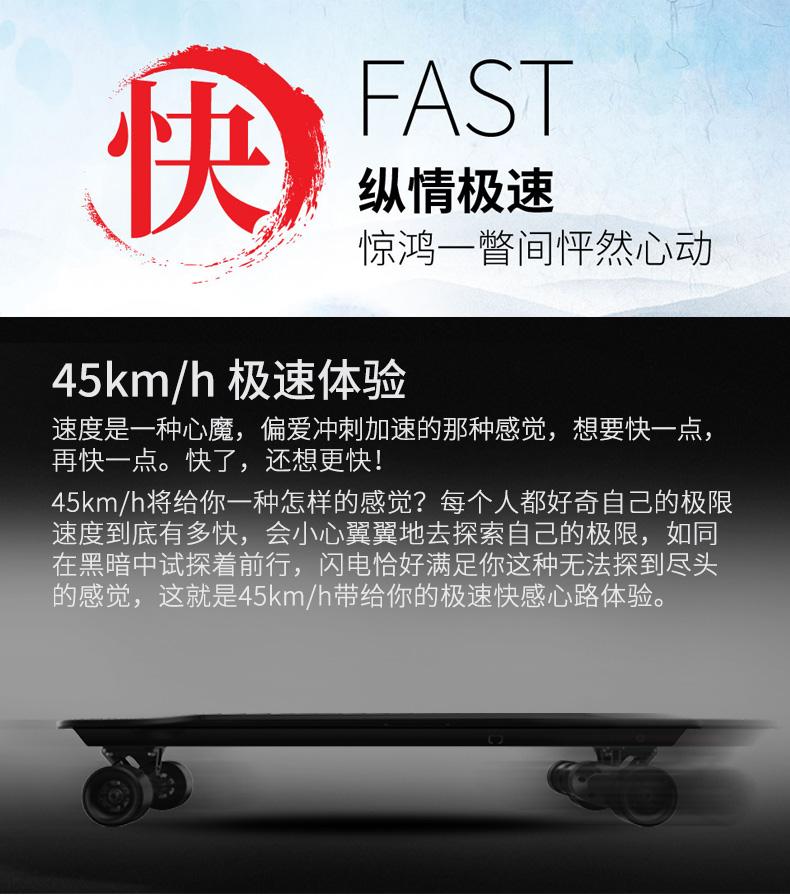 快
FAST
纵情极速
惊鸿一瞥间怦然心动
45km/h 极速体验
速度是一种心魔，偏爱冲刺加速的那种感觉，想要快一点，
再快一点。快了，还想更快！
45km/h将给你一种怎样的感觉？每个人都好奇自己的极限
速度到底有多快，会小心翼翼地去探索自己的极限，如同
在黑暗中试探着前行，闪电恰好满足你这种无法探到尽头
的感觉，这就是45km/h带给你的极速快感心路体验。